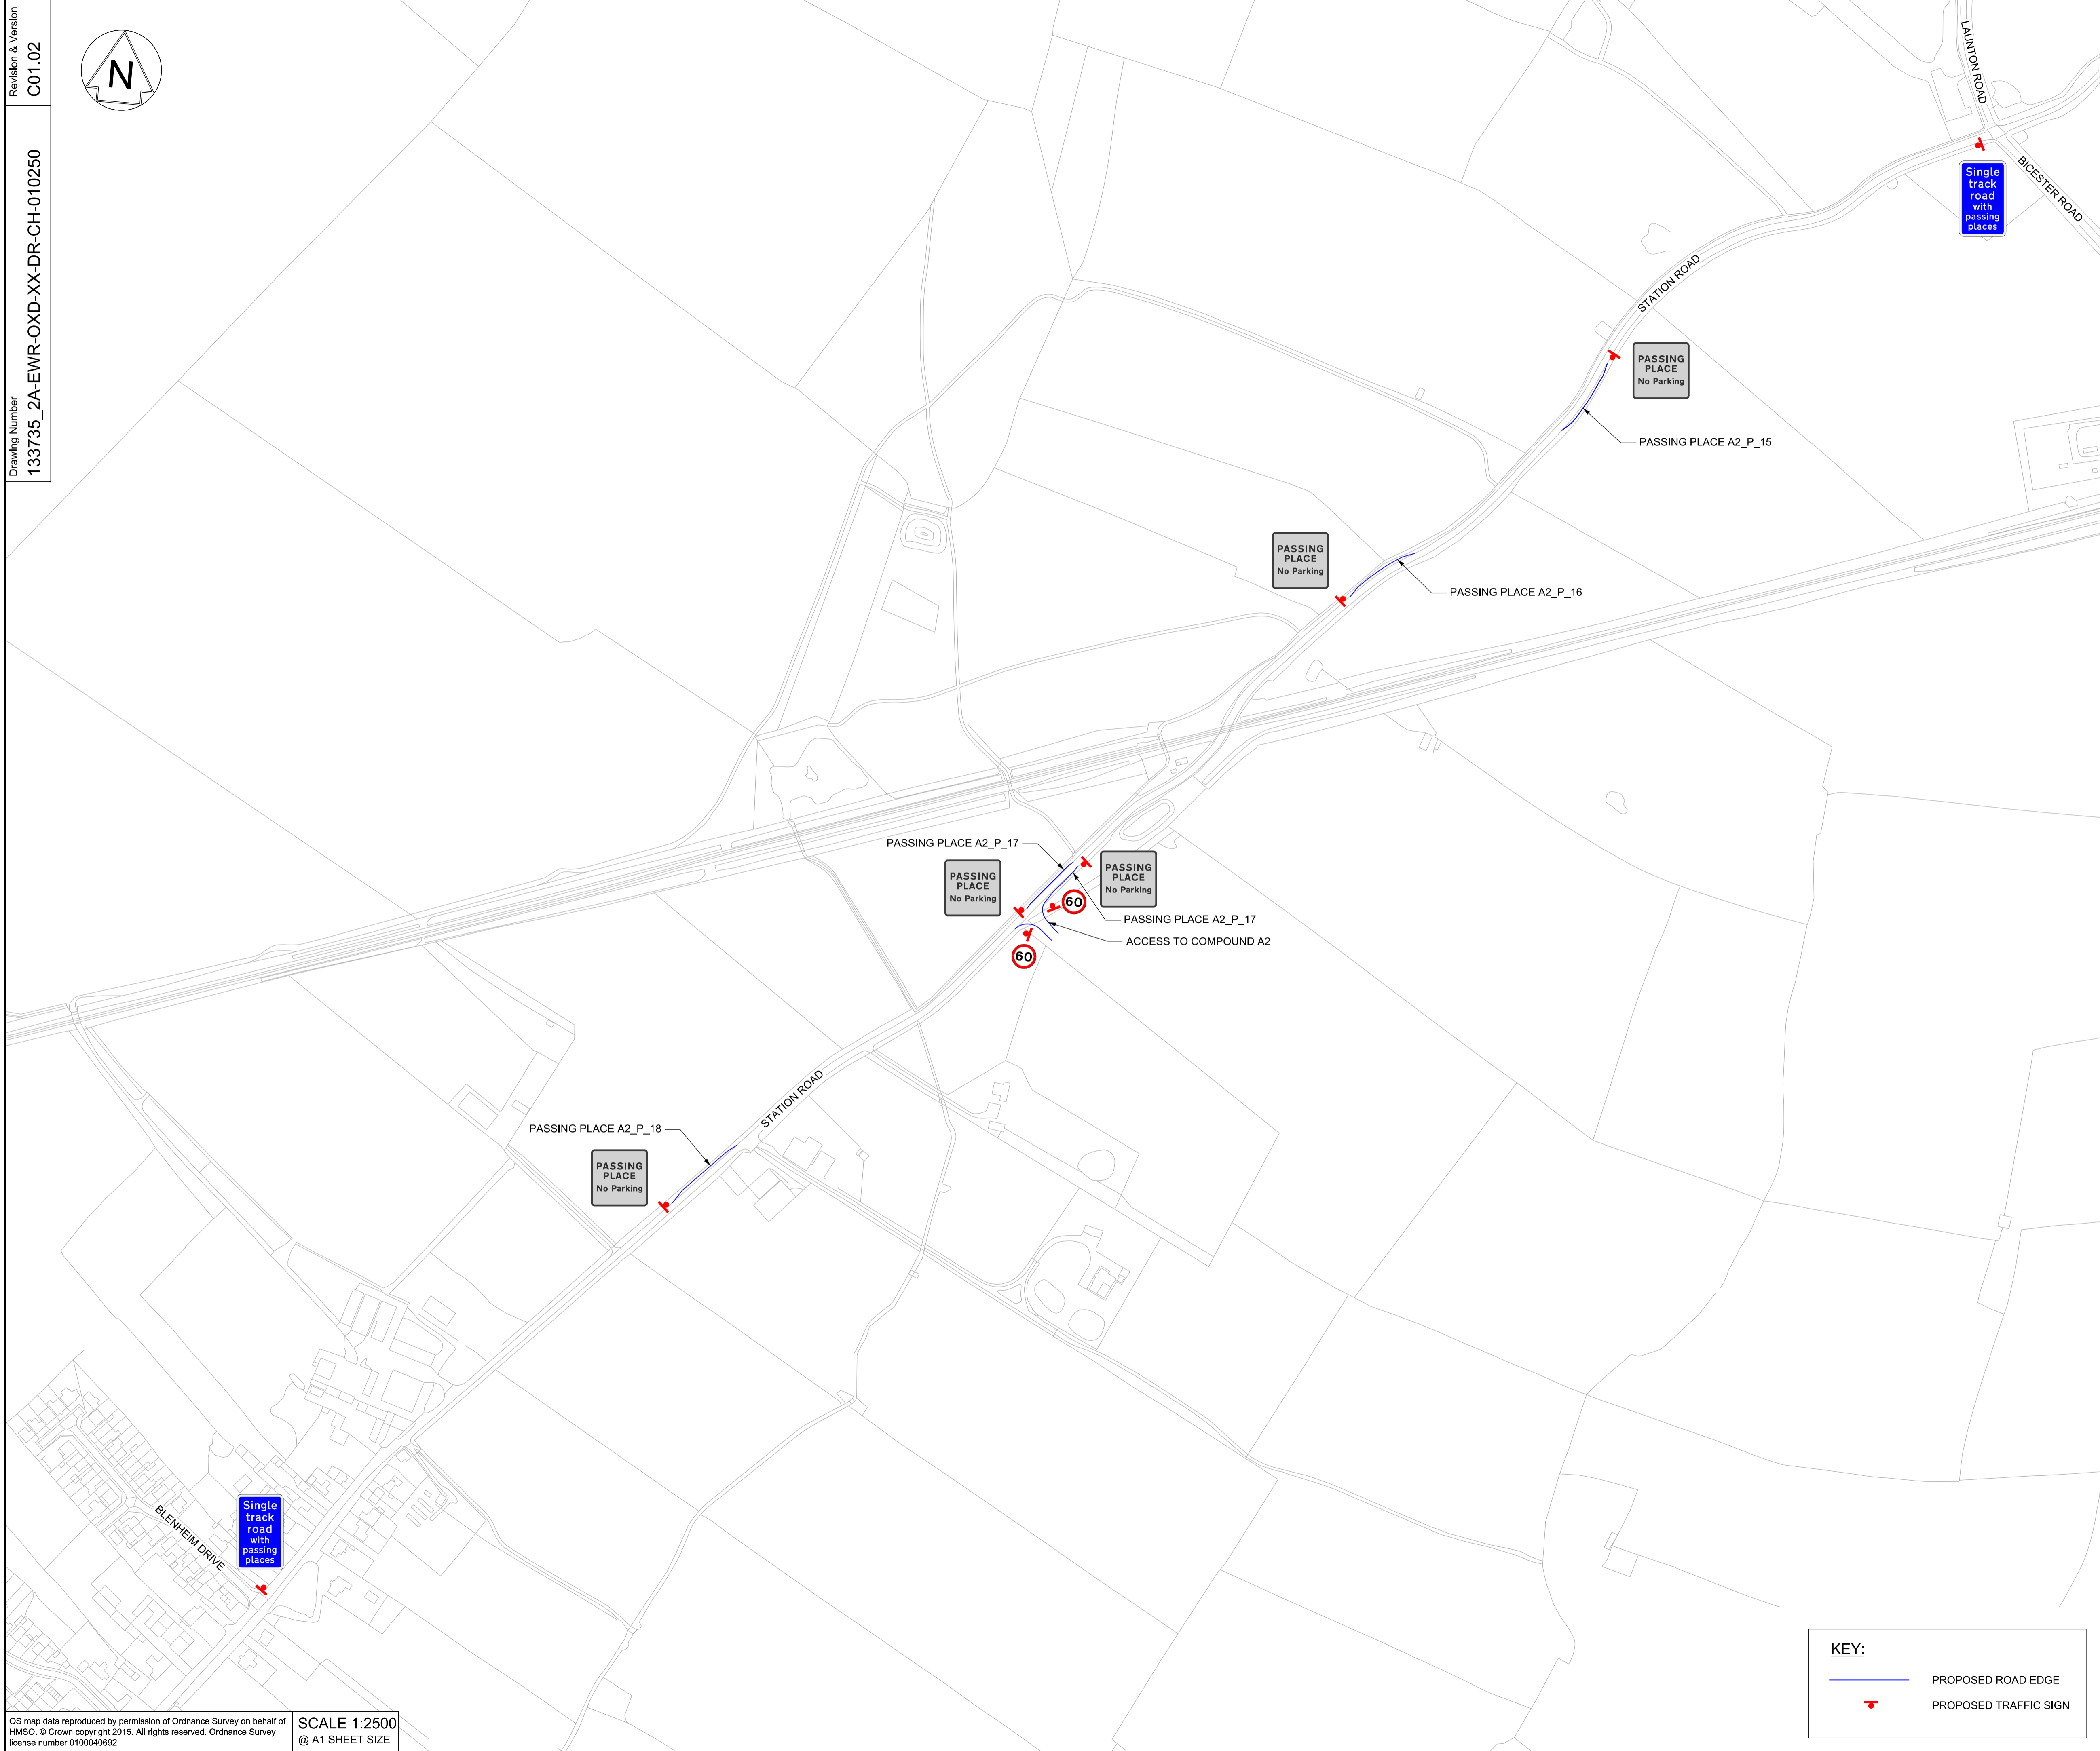 Revision & Version
C01.02
Drawing Number
133735_2A-EWR-OXD-XX-DR-CH-010250
N
LAUNTON ROAD
BICESTER ROAD
Single
track
road
with
passing
places
STATION ROAD
PASSING
PLACE
No Parking
PASSING PLACE A2_P_15
PASSING
PLACE
No Parking
PASSING PLACE A2_P_16
PASSING PLACE A2_P_17
PASSING
PLACE
No Parking
PASSING
PLACE
No Parking
60
PASSING PLACE A2_P_17
ACCESS TO COMPOUND A2
60
STATION ROAD
PASSING PLACE A2_P_18
PASSING
PLACE
No Parking
Single
track
road
with
passing
places
BLENHEIM DRIVE
KEY:
PROPOSED ROAD EDGE
PROPOSED TRAFFIC SIGN
OS map data reproduced by permission of Ordnance Survey on behalf of
HMSO. © Crown copyright 2015. All rights reserved. Ordnance Survey
license number 0100040692
SCALE 1:2500
@ A1 SHEET SIZE